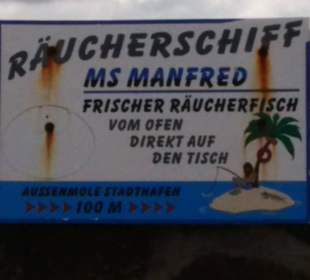 RÄUCHERSCHIFF
MS MANFRED
FRISCHER RÄUCHERFISCH
VOM OFEN
DIREKT AUF
DEN TISCH
AUSSENMOLE STADTHAFEN
>>>> 100 M >>>>